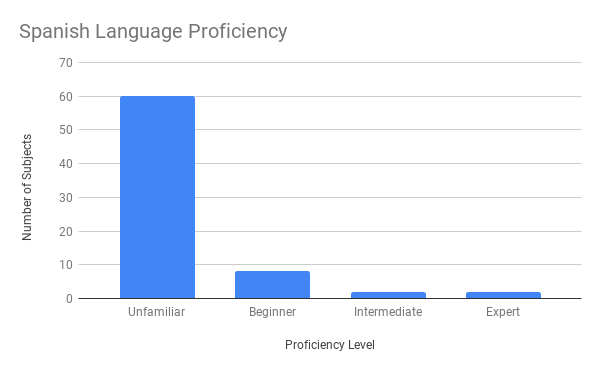 Spanish Language Proficiency
Number of Subjects
70
60
50
40
30
20
10
0
Unfamiliar Beginner Intermediate Expert
Proficiency Level